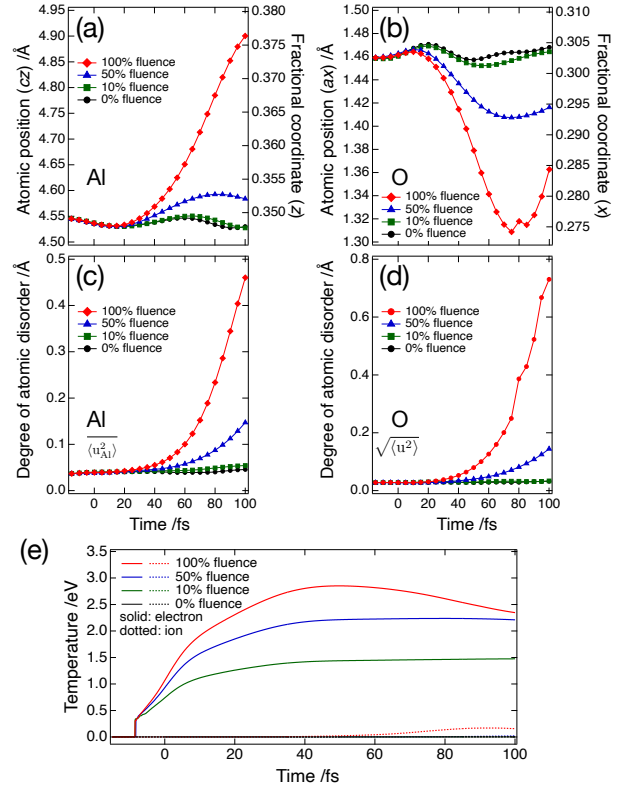 (a)
Atomic position (cz) /Å
4.95
4.90
4.85
4.80
4.75
4.70
4.65
4.60
4.55
4.50
100% fluence
50% fluence
10% fluence
0% fluence
Al
0.380
0.375
0.370
0.365
0.360
0.355
0.350
Fractional coordinate (z)
(b)
Atomic position (ax) /Å
1.48
1.46
1.44
1.42
1.40
1.38
1.36
1.34
1.32
1.30
O
100% fluence
50% fluence
10% fluence
0% fluence
0.310
0.305
0.300
0.295
0.290
0.285
0.280
0.275
Fractional coordinate (x)
(c)
Degree of atomic disorder /Å
0.5
0.4
0.3
0.2
0.1
0.0
100% fluence
50% fluence
10% fluence
0% fluence
Al
⟨u²Al⟩
0 20 40 60 80 100
Time /fs
(d)
Degree of atomic disorder /Å
0.8
0.6
0.4
0.2
0.0
100% fluence
50% fluence
10% fluence
0% fluence
O
√⟨u²⟩
0 20 40 60 80 100
Time /fs
(e)
Temperature /eV
3.5
3.0
2.5
2.0
1.5
1.0
0.5
0.0
100% fluence
50% fluence
10% fluence
0% fluence
solid: electron
dotted: ion
0 20 40 60 80 100
Time /fs